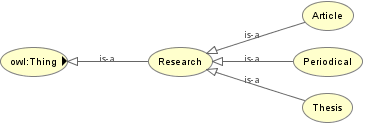 Article
is-a
owl:Thing
is-a
Research
is-a
Periodical
is-a
Thesis